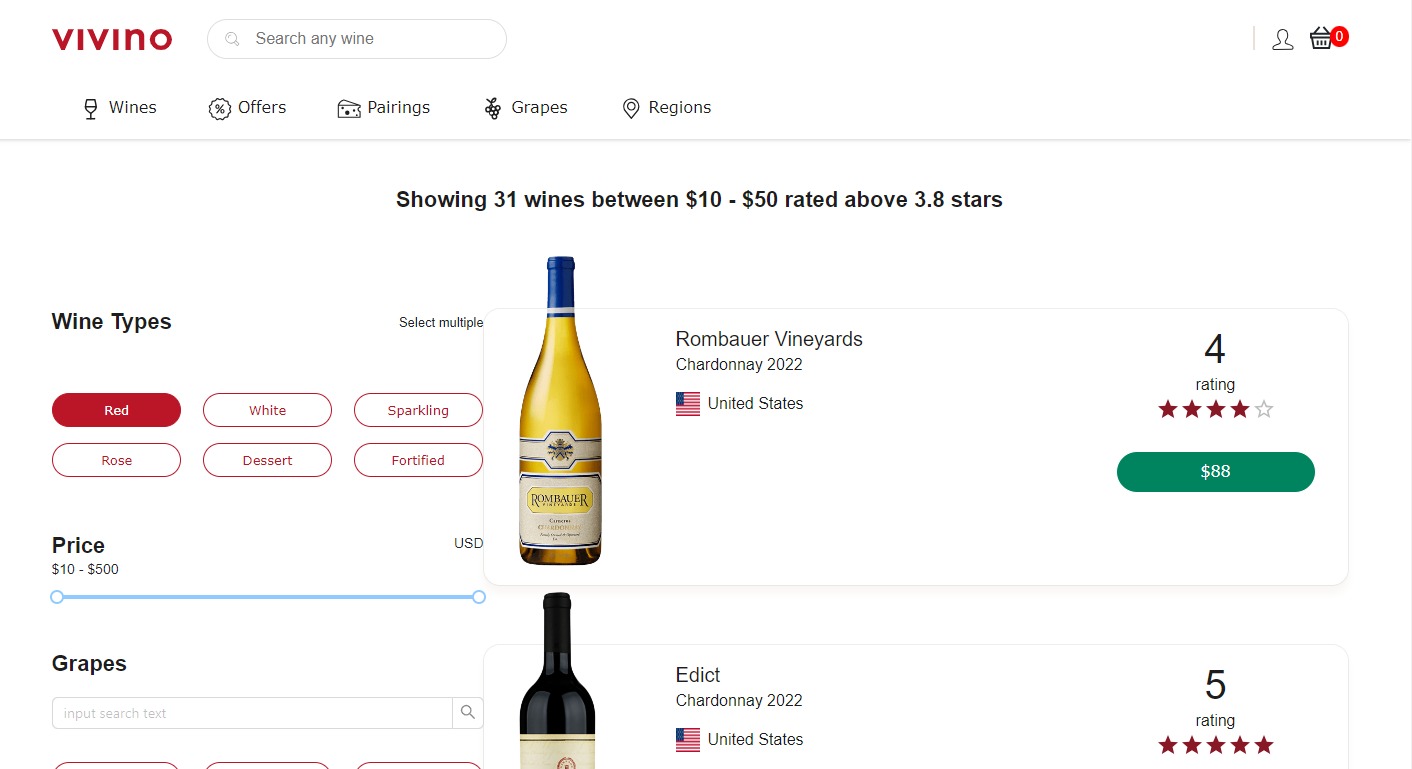 vivino
Search any wine
0
Wines
Offers
Pairings
Grapes
Regions
Showing 31 wines between $10 - $50 rated above 3.8 stars
Wine Types
Select multiple
Red
White
Sparkling
Rose
Dessert
Fortified
Price
USD
$10 - $500
Grapes
input search text
ROMBAUER
VINEYARDS
Carneros
CHARDONNAY
Rombauer Vineyards
Chardonnay 2022
United States
4
rating
$88
Edict
Chardonnay 2022
United States
5
rating